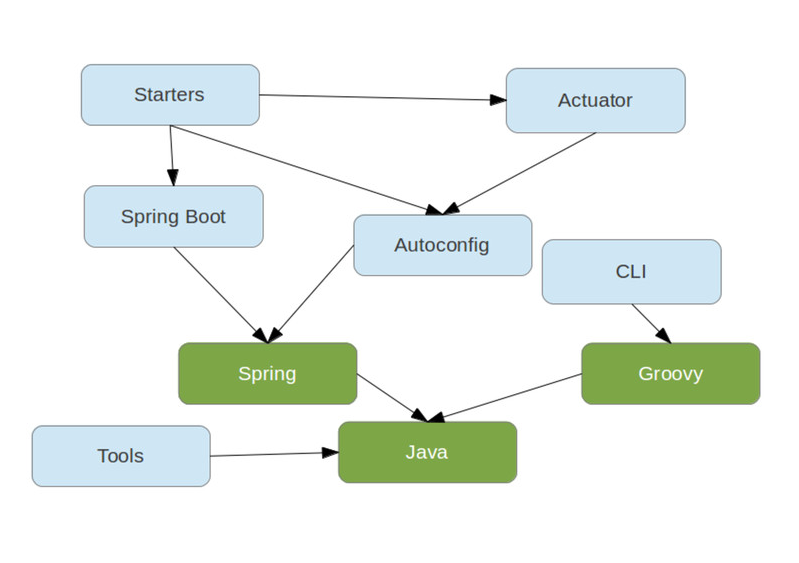 Starters
Actuator
Spring Boot
Autoconfig
CLI
Spring
Groovy
Java
Tools